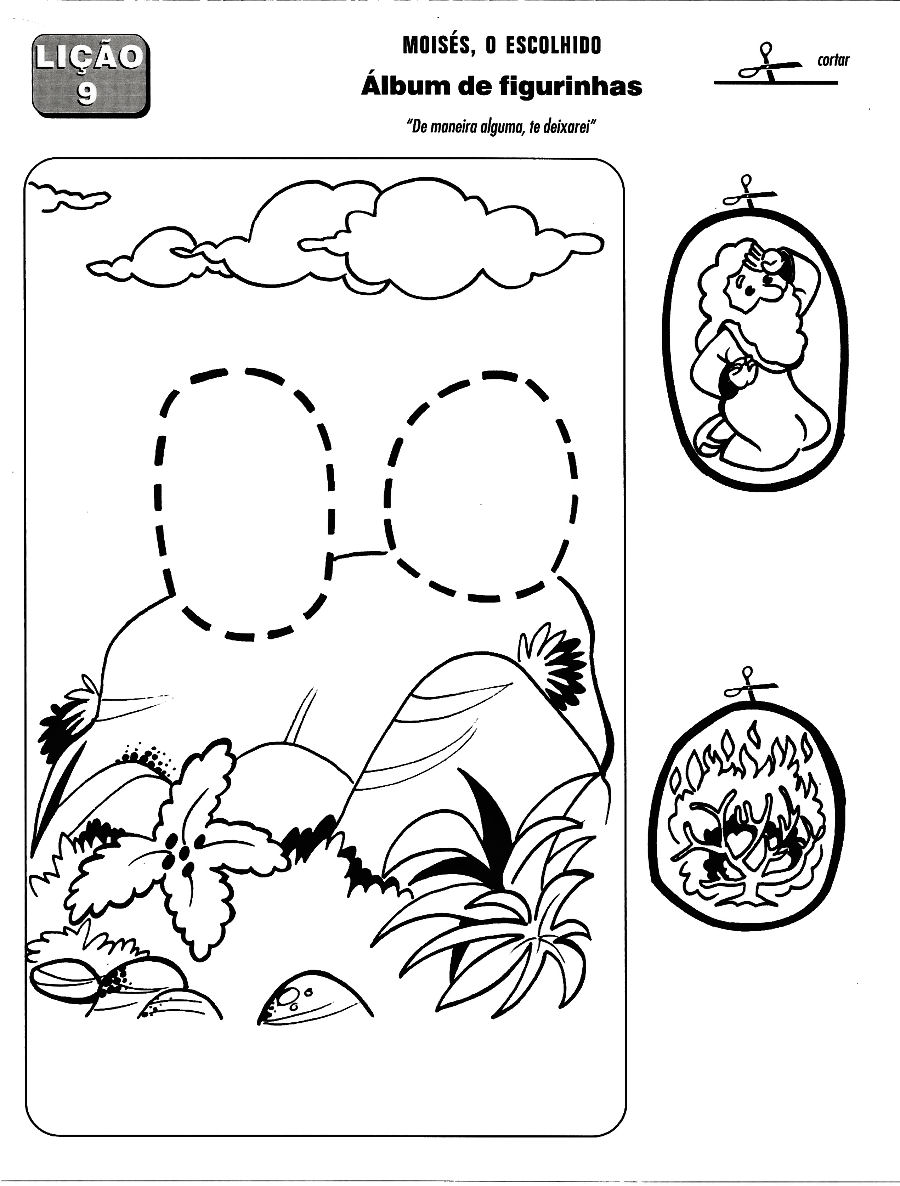 LIÇÃO
9
MOISÉS, O ESCOLHIDO
Álbum de figurinhas
"De maneira alguma, te deixarei"
cortar